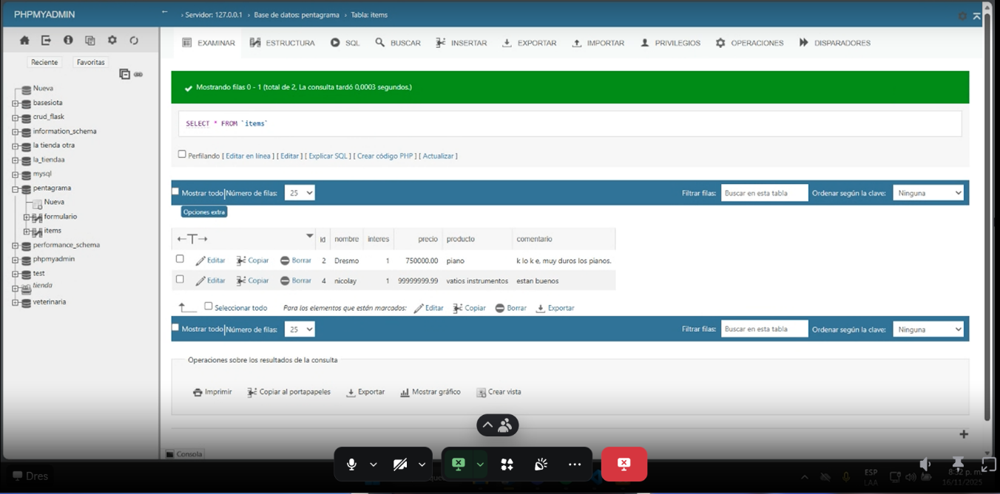 PHPMYADMIN
← › Servidor: 127.0.0.1 › Base de datos: pentagrama › Tabla: items
EXAMINAR ESTRUCTURA SQL BUSCAR INSERTAR EXPORTAR IMPORTAR PRIVILEGIOS OPERACIONES DISPARADORES
Reciente Favoritas
Nueva
basesiota
crud_flask
information_schema
la tienda otra
la_tiendaa
mysql
pentagrama
Nueva
formulario
items
performance_schema
phpmyadmin
test
tienda
veterinaria
Mostrando filas 0 - 1 (total de 2, La consulta tardó 0,0003 segundos.)
SELECT * FROM `items`
Perfilando [ Editar en línea ] [ Editar ] [ Explicar SQL ] [ Crear código PHP ] [ Actualizar ]
Mostrar todo | Número de filas: 25 Filtrar filas: Buscar en esta tabla Ordenar según la clave: Ninguna
Opciones extra
←T→ id nombre interes precio producto comentario
Editar Copiar Borrar 2 Dresmo 1 750000.00 piano k lo k e, muy duros los pianos.
Editar Copiar Borrar 4 nicolay 1 99999999.99 vatios instrumentos estan buenos
Seleccionar todo Para los elementos que están marcados: Editar Copiar Borrar Exportar
Mostrar todo | Número de filas: 25 Filtrar filas: Buscar en esta tabla Ordenar según la clave: Ninguna
Operaciones sobre los resultados de la consulta
Imprimir Copiar al portapapeles Exportar Mostrar gráfico Crear vista
Consola
Dres
ESP
LAA
p. m.
16/11/2025